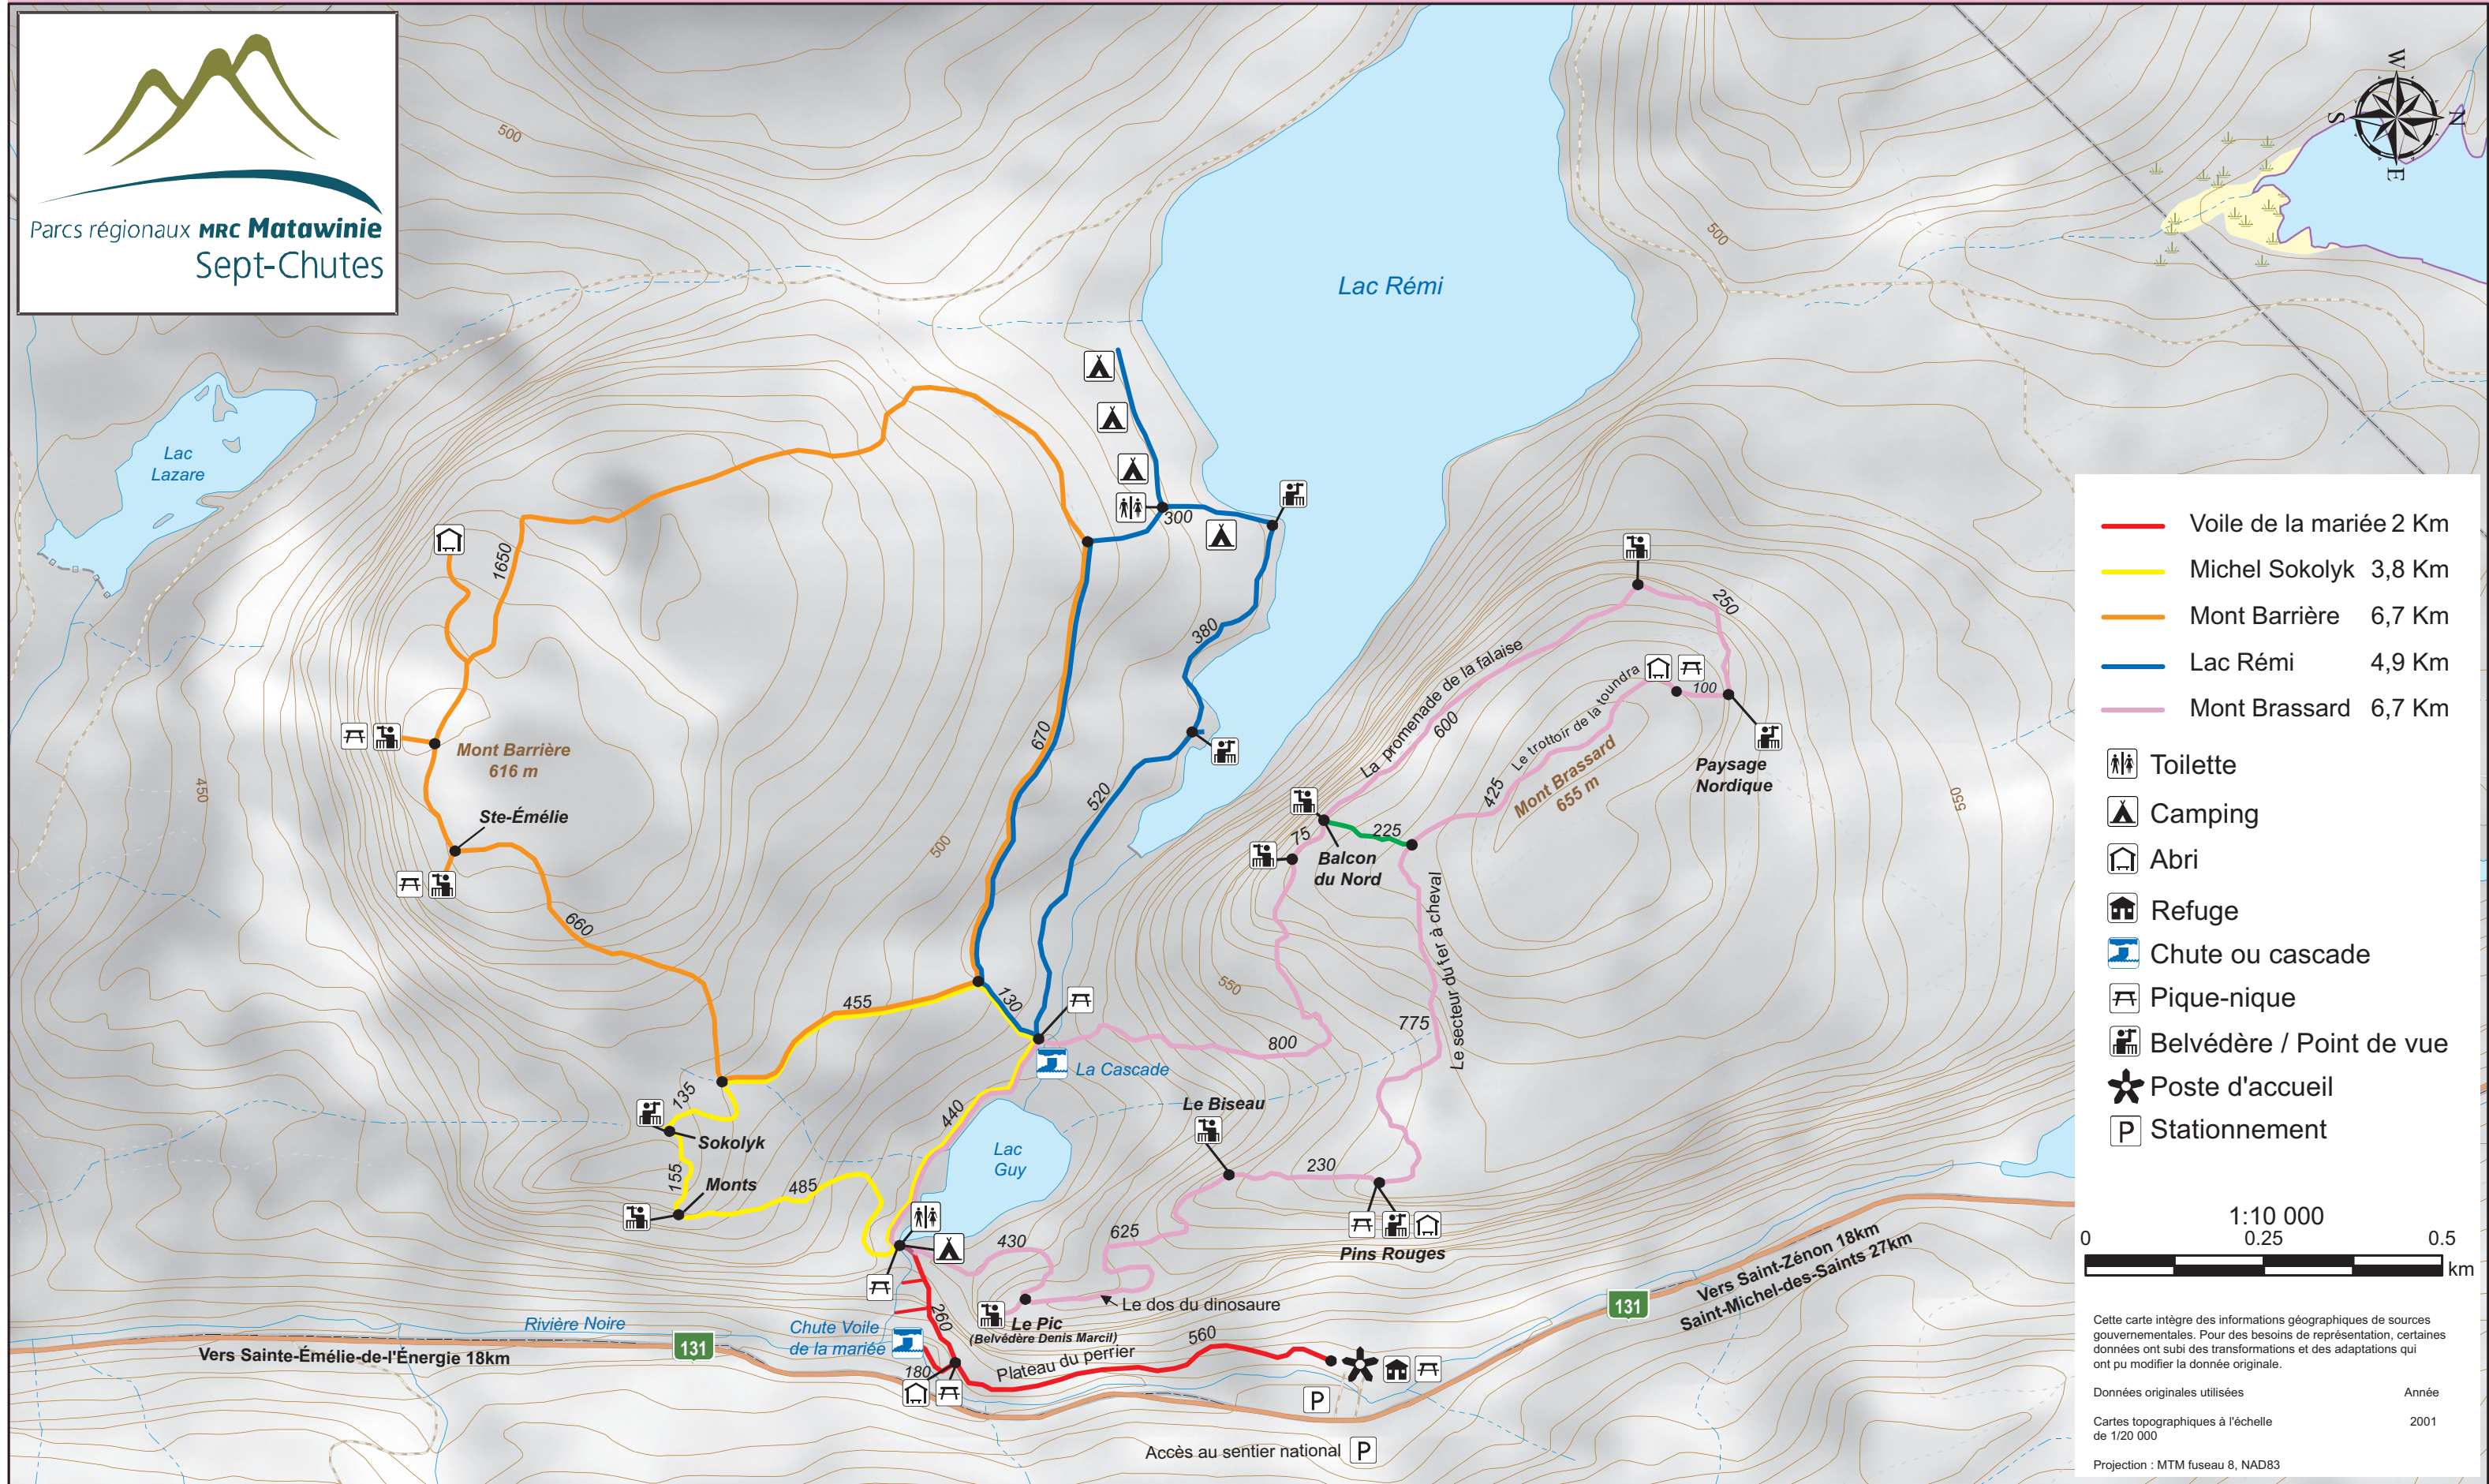 Parcs régionaux MRC Matawinie
Sept-Chutes
500
Lac Rémi
500
W
N
S
E
Lac
Lazare
1650
300
380
670
520
Mont Barrière
616 m
450
Ste-Émélie
660
500
455
130
La promenade de la falaise
600
250
Le trottoir de la toundra
100
425
Mont Brassard
655 m
Paysage
Nordique
550
75
225
Balcon
du Nord
Le secteur du fer à cheval
550
775
800
La Cascade
135
Sokolyk
155
Monts
485
440
Lac
Guy
Le Biseau
230
625
430
Pins Rouges
Le dos du dinosaure
Le Pic
(Belvédère Denis Marcil)
260
Chute Voile
de la mariée
180
Plateau du perrier
560
Rivière Noire
131
Vers Sainte-Émélie-de-l'Énergie 18km
131
Vers Saint-Zénon 18km
Saint-Michel-des-Saints 27km
P
Accès au sentier national P
Voile de la mariée 2 Km
Michel Sokolyk 3,8 Km
Mont Barrière 6,7 Km
Lac Rémi 4,9 Km
Mont Brassard 6,7 Km
Toilette
Camping
Abri
Refuge
Chute ou cascade
Pique-nique
Belvédère / Point de vue
Poste d'accueil
P Stationnement
1:10 000
0 0.25 0.5
km
Cette carte intègre des informations géographiques de sources
gouvernementales. Pour des besoins de représentation, certaines
données ont subi des transformations et des adaptations qui
ont pu modifier la donnée originale.
Données originales utilisées Année
Cartes topographiques à l'échelle 2001
de 1/20 000
Projection : MTM fuseau 8, NAD83